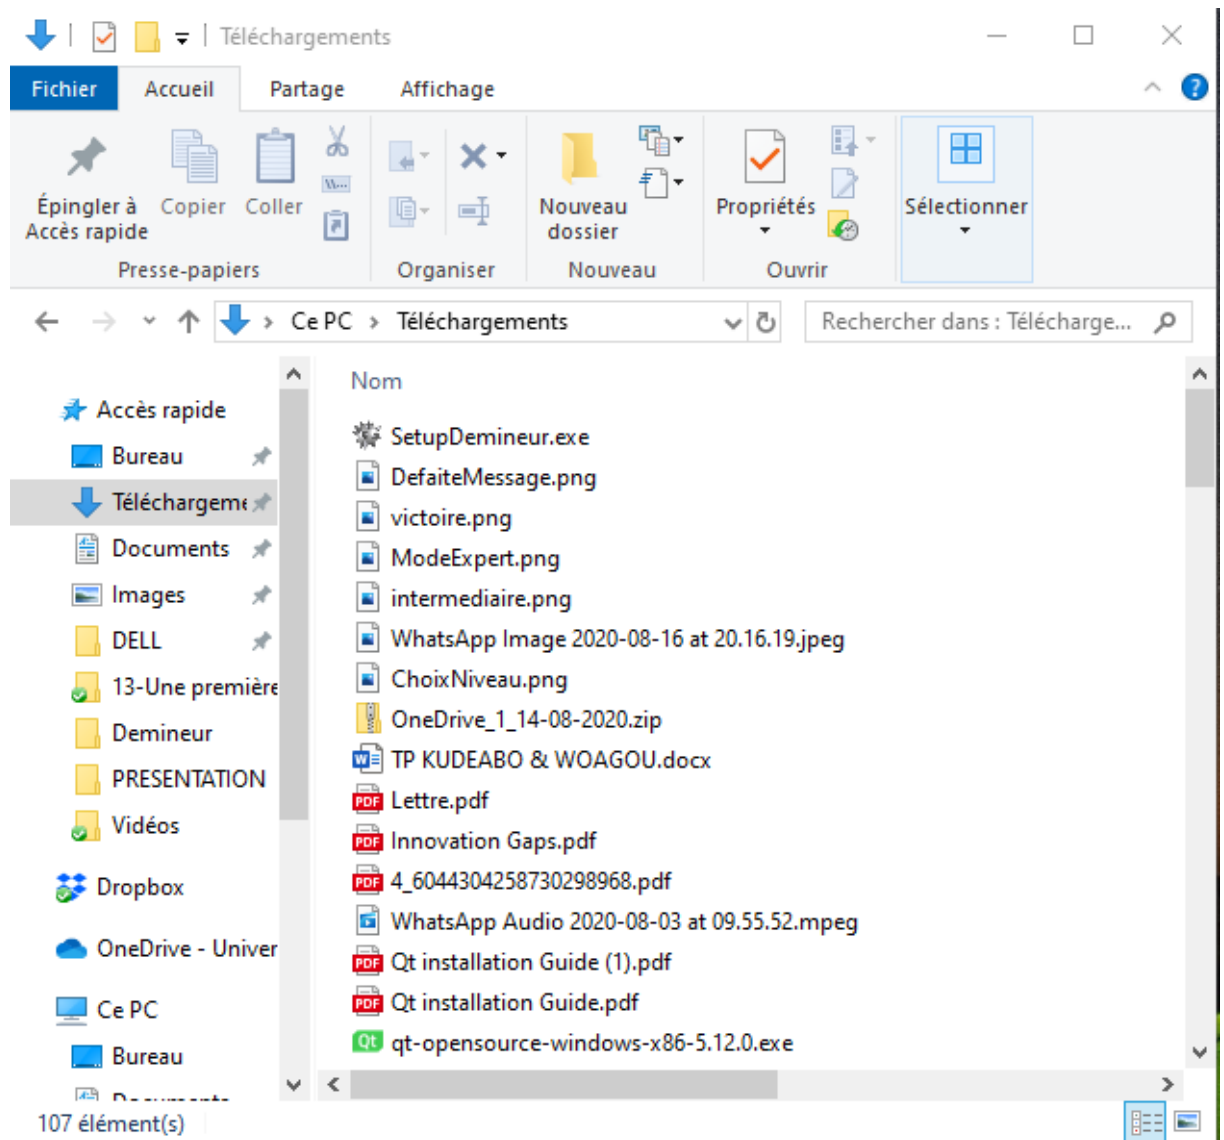 Téléchargements
Fichier Accueil Partage Affichage
Épingler à Accès rapide
Copier
Coller
Nouveau dossier
Propriétés
Sélectionner
Presse-papiers Organiser Nouveau Ouvrir
Ce PC > Téléchargements
Rechercher dans : Télécharge...
Accès rapide
Bureau
Téléchargeme
Documents
Images
DELL
13-Une première
Demineur
PRESENTATION
Vidéos
Dropbox
OneDrive - Univer
Ce PC
Bureau
Documents
Nom
SetupDemineur.exe
DefaiteMessage.png
victoire.png
ModeExpert.png
intermediaire.png
WhatsApp Image 2020-08-16 at 20.16.19.jpeg
ChoixNiveau.png
OneDrive_1_14-08-2020.zip
TP KUDEABO & WOAGOU.docx
Lettre.pdf
Innovation Gaps.pdf
4_6044304258730298968.pdf
WhatsApp Audio 2020-08-03 at 09.55.52.mpeg
Qt installation Guide (1).pdf
Qt installation Guide.pdf
qt-opensource-windows-x86-5.12.0.exe
107 élément(s)